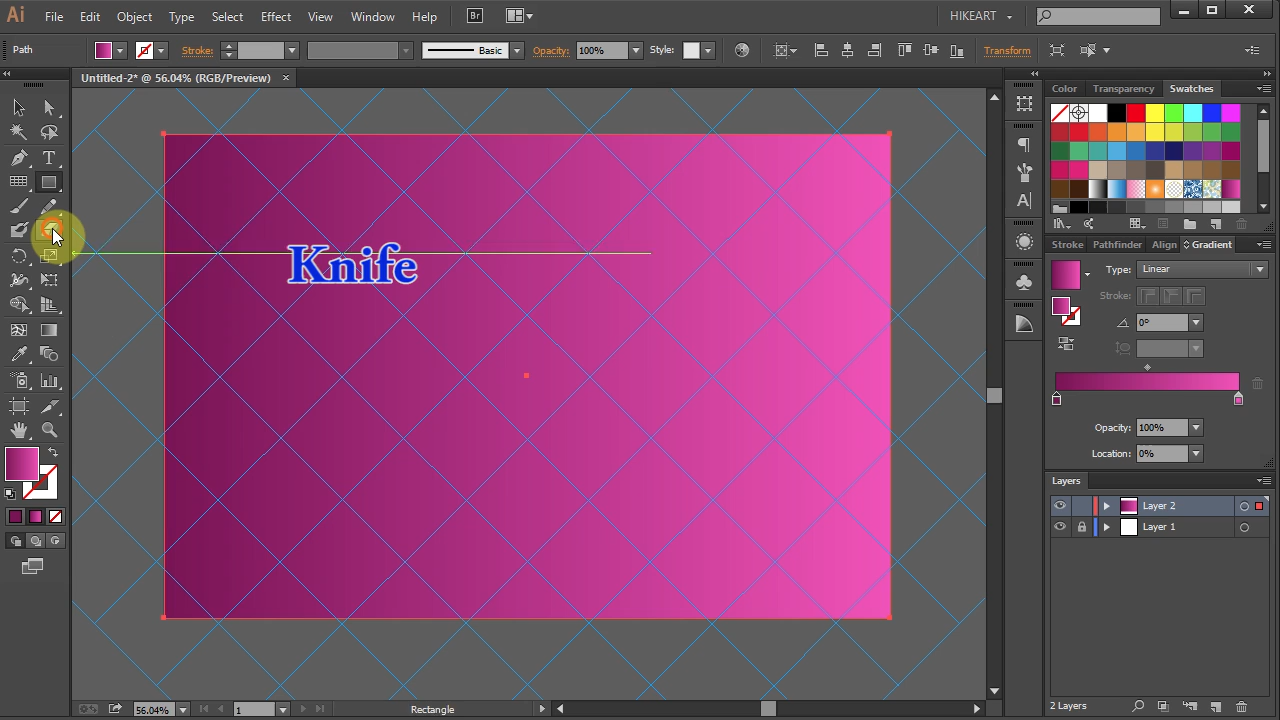 Ai File Edit Object Type Select Effect View Window Help Br HIKEART
Path Stroke: Basic Opacity: 100% Style: Transform
Untitled-2* @ 56.04% (RGB/Preview) ×
Color Transparency Swatches
Knife
Stroke Pathfinder Align Gradient
Type: Linear
Stroke:
0°
Opacity: 100%
Location: 0%
Layers
Layer 2
Layer 1
2 Layers
56.04% 1 Rectangle